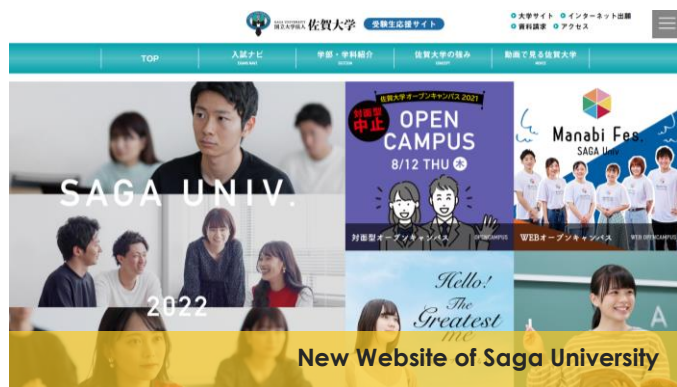 国立大学法人 佐賀大学
受験生応援サイト
大学サイト
インターネット出願
資料請求
アクセス
TOP
入試ナビ
学部・学科紹介
佐賀大学の強み
動画で見る佐賀大学
SAGA UNIV.
2022
佐賀大学オープンキャンパス2021
対面型
中止
OPEN
CAMPUS
8/12 THU 木
対面型オープンキャンパス
OPENCAMPUS
Manabi Fes.
SAGA Univ.
WEBオープンキャンパス
WEB OPENCAMPUS
Hello!
The
Greatest
me
A
New Website of Saga University